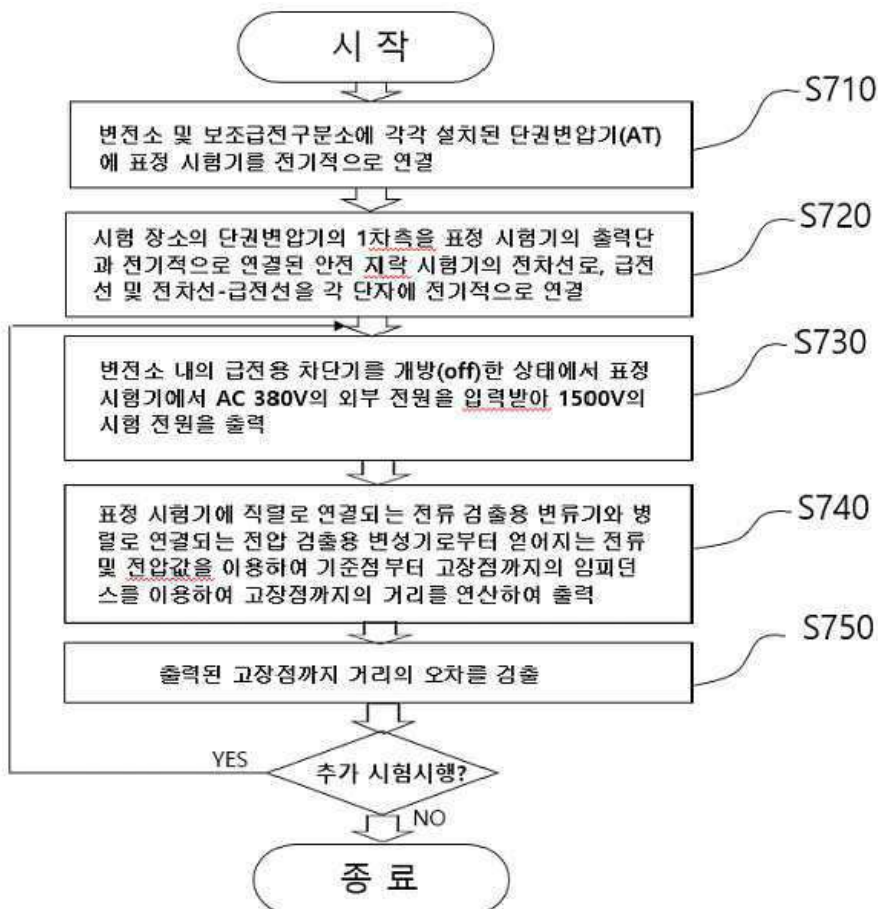 시 작
S710
변전소 및 보조급전구분소에 각각 설치된 단권변압기(AT)
에 표정 시험기를 전기적으로 연결
S720
시험 장소의 단권변압기의 1차측을 표정 시험기의 출력단
과 전기적으로 연결된 안전 지락 시험기의 전차선로, 급전
선 및 전차선-급전선을 각 단자에 전기적으로 연결
S730
변전소 내의 급전용 차단기를 개방(off)한 상태에서 표정
시험기에서 AC 380V의 외부 전원을 입력받아 1500V의
시험 전원을 출력
S740
표정 시험기에 직렬로 연결되는 전류 검출용 변류기와 병
렬로 연결되는 전압 검출용 변성기로부터 얻어지는 전류
및 전압값을 이용하여 기준점부터 고장점까지의 임피던
스를 이용하여 고장점까지의 거리를 연산하여 출력
S750
출력된 고장점까지 거리의 오차를 검출
YES
추가 시험시행?
NO
종 료